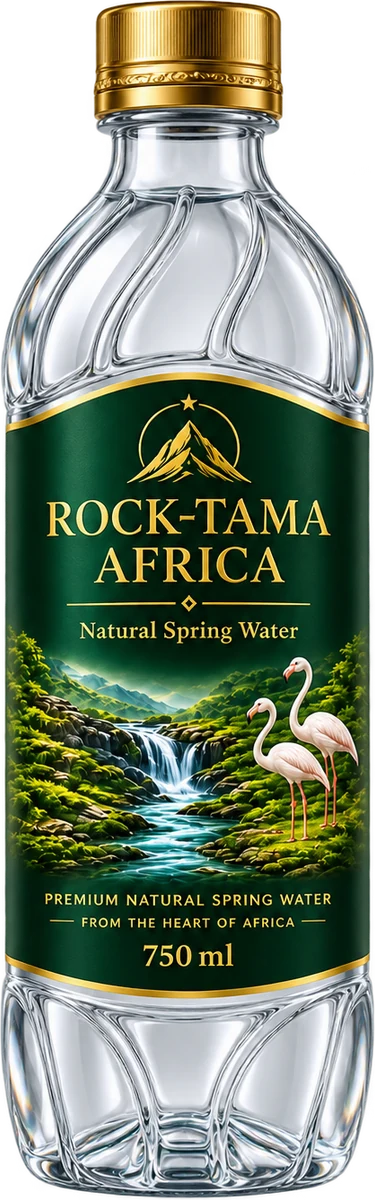 ROCK-TAMA
AFRICA
Natural Spring Water
PREMIUM NATURAL SPRING WATER
FROM THE HEART OF AFRICA
750 ml